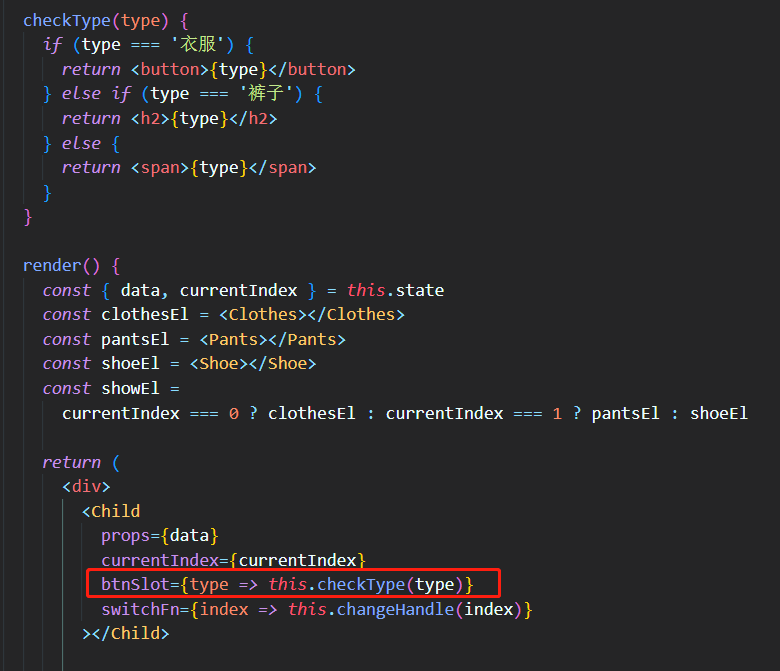 checkType(type) {
if (type === '衣服') {
return <button>{type}</button>
} else if (type === '裤子') {
return <h2>{type}</h2>
} else {
return <span>{type}</span>
}
}
render() {
const { data, currentIndex } = this.state
const clothesEl = <Clothes></Clothes>
const pantsEl = <Pants></Pants>
const shoeEl = <Shoe></Shoe>
const showEl =
currentIndex === 0 ? clothesEl : currentIndex === 1 ? pantsEl : shoeEl
return (
<div>
<Child
props={data}
currentIndex={currentIndex}
btnSlot={type => this.checkType(type)}
switchFn={index => this.changeHandle(index)}
></Child>